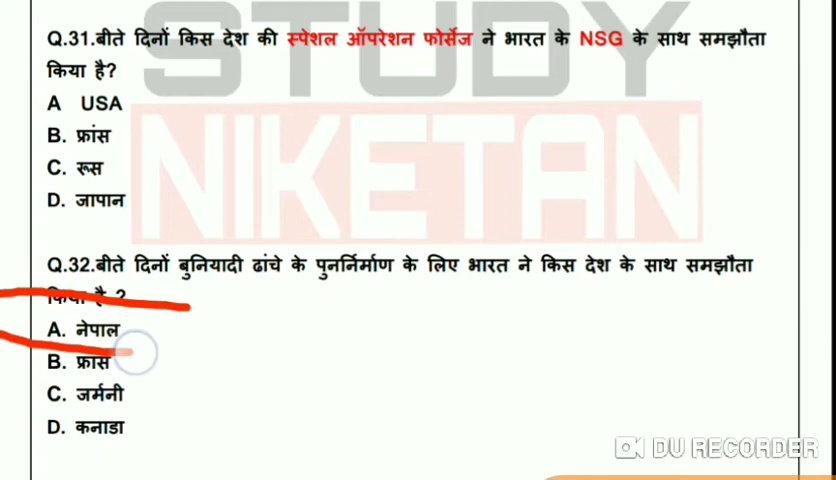 STUDY
NIKETAN
Q.31.बीते दिनों किस देश की स्पेशल ऑपरेशन फोर्सेज ने भारत के NSG के साथ समझौता
किया है?
A USA
B. फ्रांस
C. रूस
D. जापान
Q.32.बीते दिनों बुनियादी ढांचे के पुनर्निर्माण के लिए भारत ने किस देश के साथ समझौता
किया है ?
A. नेपाल
B. फ्रांस
C. जर्मनी
D. कनाडा
DU RECORDER